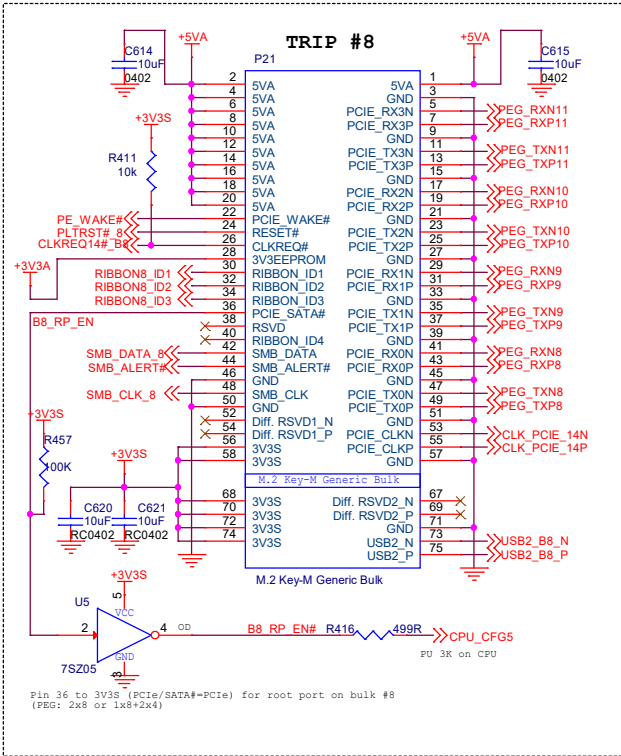 TRIP #8
+5VA
+5VA
C614
10uF
0402
P21
C615
10uF
0402
2 5VA 5VA 1
4 5VA GND 3
6 5VA PCIE_RX3N 5 PEG_RXN11
8 5VA PCIE_RX3P 7 PEG_RXP11
10 5VA GND 9
12 5VA PCIE_TX3N 11 PEG_TXN11
14 5VA PCIE_TX3P 13 PEG_TXP11
16 5VA GND 15
18 5VA PCIE_RX2N 17 PEG_RXN10
20 5VA PCIE_RX2P 19 PEG_RXP10
+3V3S
R411
10k
PE_WAKE# 22 PCIE_WAKE# GND 21
PLTRST#_8 24 RESET# PCIE_TX2N 23 PEG_TXN10
CLKREQ14#_B8 26 CLKREQ# PCIE_TX2P 25 PEG_TXP10
+3V3A 28 3V3EEPROM GND 27
RIBBON8_ID1 30 RIBBON_ID1 PCIE_RX1N 29 PEG_RXN9
RIBBON8_ID2 32 RIBBON_ID2 PCIE_RX1P 31 PEG_RXP9
RIBBON8_ID3 34 RIBBON_ID3 GND 33
B8_RP_EN 36 PCIE_SATA# PCIE_TX1N 35 PEG_TXN9
38 RSVD PCIE_TX1P 37 PEG_TXP9
40 RIBBON_ID4 GND 39
SMB_DATA_8 42 SMB_DATA PCIE_RX0N 41 PEG_RXN8
SMB_ALERT# 44 SMB_ALERT# PCIE_RX0P 43 PEG_RXP8
46 GND GND 45
SMB_CLK_8 48 SMB_CLK PCIE_TX0N 47 PEG_TXN8
50 GND PCIE_TX0P 49 PEG_TXP8
52 Diff. RSVD1_N GND 51
54 Diff. RSVD1_P PCIE_CLKN 53 CLK_PCIE_14N
56 3V3S PCIE_CLKP 55 CLK_PCIE_14P
58 3V3S GND 57
M.2 Key-M Generic Bulk
68 3V3S Diff. RSVD2_N 67
70 3V3S Diff. RSVD2_P 69
72 3V3S GND 71
74 3V3S USB2_N 73 USB2_B8_N
USB2_P 75 USB2_B8_P
M.2 Key-M Generic Bulk
+3V3S
R457
00K
+3V3S
C620
10uF
RC0402
C621
10uF
RC0402
+3V3S
U5
5
VCC
2
4 OD
GND
3
7SZ05
B8_RP_EN# R416 499R CPU_CFG5
PU 3K on CPU
Pin 36 to 3V3S (PCIe/SATA#=PCIe) for root port on bulk #8
(PEG: 2x8 or 1x8+2x4)